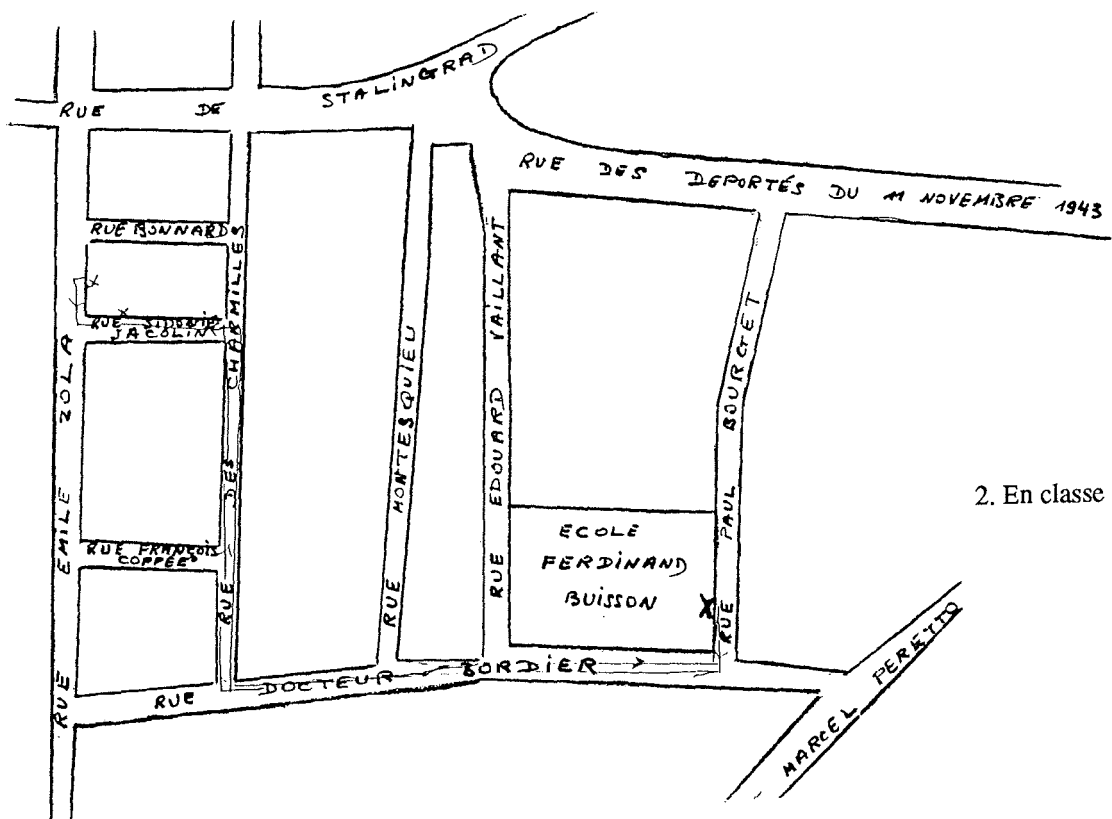 RUE DE STALINGRAD
RUE DES DEPORTÉS DU 11 NOVEMBRE 1943
RUE BONNARD
RUE SIDONIE
JACOLIN
RUE FRANÇOIS
COPPÉE
RUE EMILE ZOLA
RUE DES CHARMILLES
RUE MONTESQUIEU
RUE EDOUARD VAILLANT
RUE PAUL BOURGET
ECOLE
FERDINAND
BUISSON
2. En classe
RUE DOCTEUR BORDIER
MARCEL PERETTO